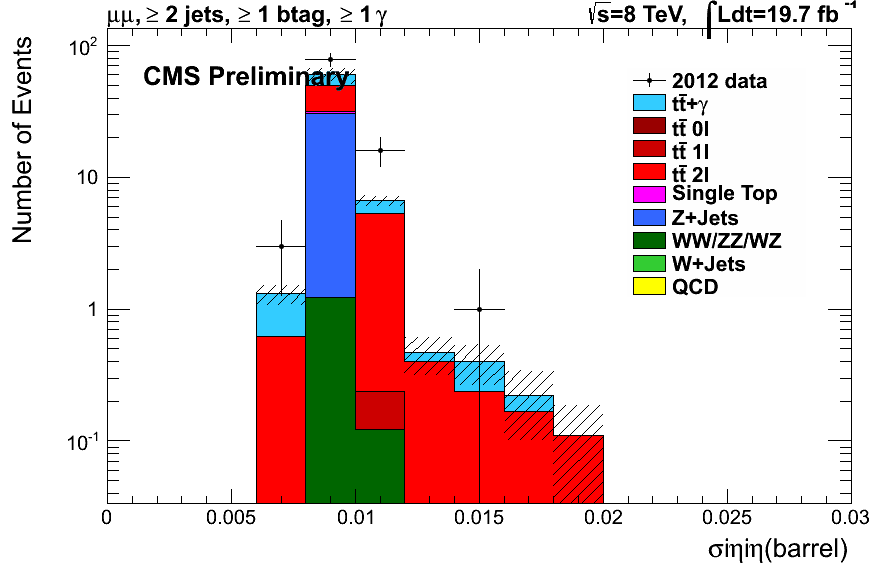 μμ, ≥ 2 jets, ≥ 1 btag, ≥ 1 γ
√s=8 TeV, ∫Ldt=19.7 fb⁻¹
CMS Preliminary
2012 data
tt̄+γ
tt̄ 0l
tt̄ 1l
tt̄ 2l
Single Top
Z+Jets
WW/ZZ/WZ
W+Jets
QCD
Number of Events
10²
10
1
10⁻¹
0 0.005 0.01 0.015 0.02 0.025 0.03
σiηiη(barrel)